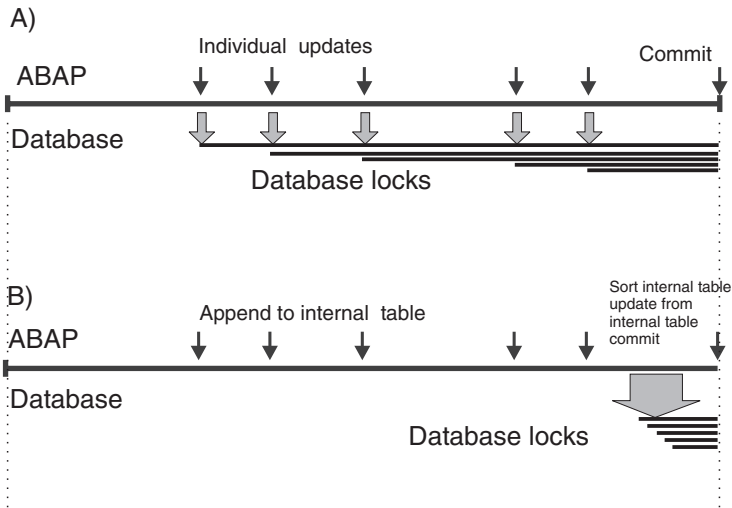 A)
Individual updates
Commit
ABAP
Database
Database locks
B)
Sort internal table
update from
internal table
commit
Append to internal table
ABAP
Database
Database locks